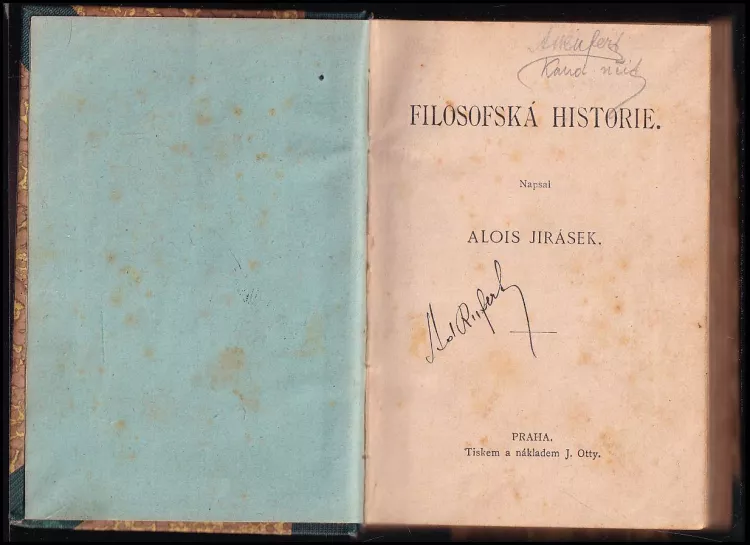 FILOSOFSKÁ HISTORIE.
Napsal
ALOIS JIRÁSEK.
PRAHA.
Tiskem a nákladem J. Otty.